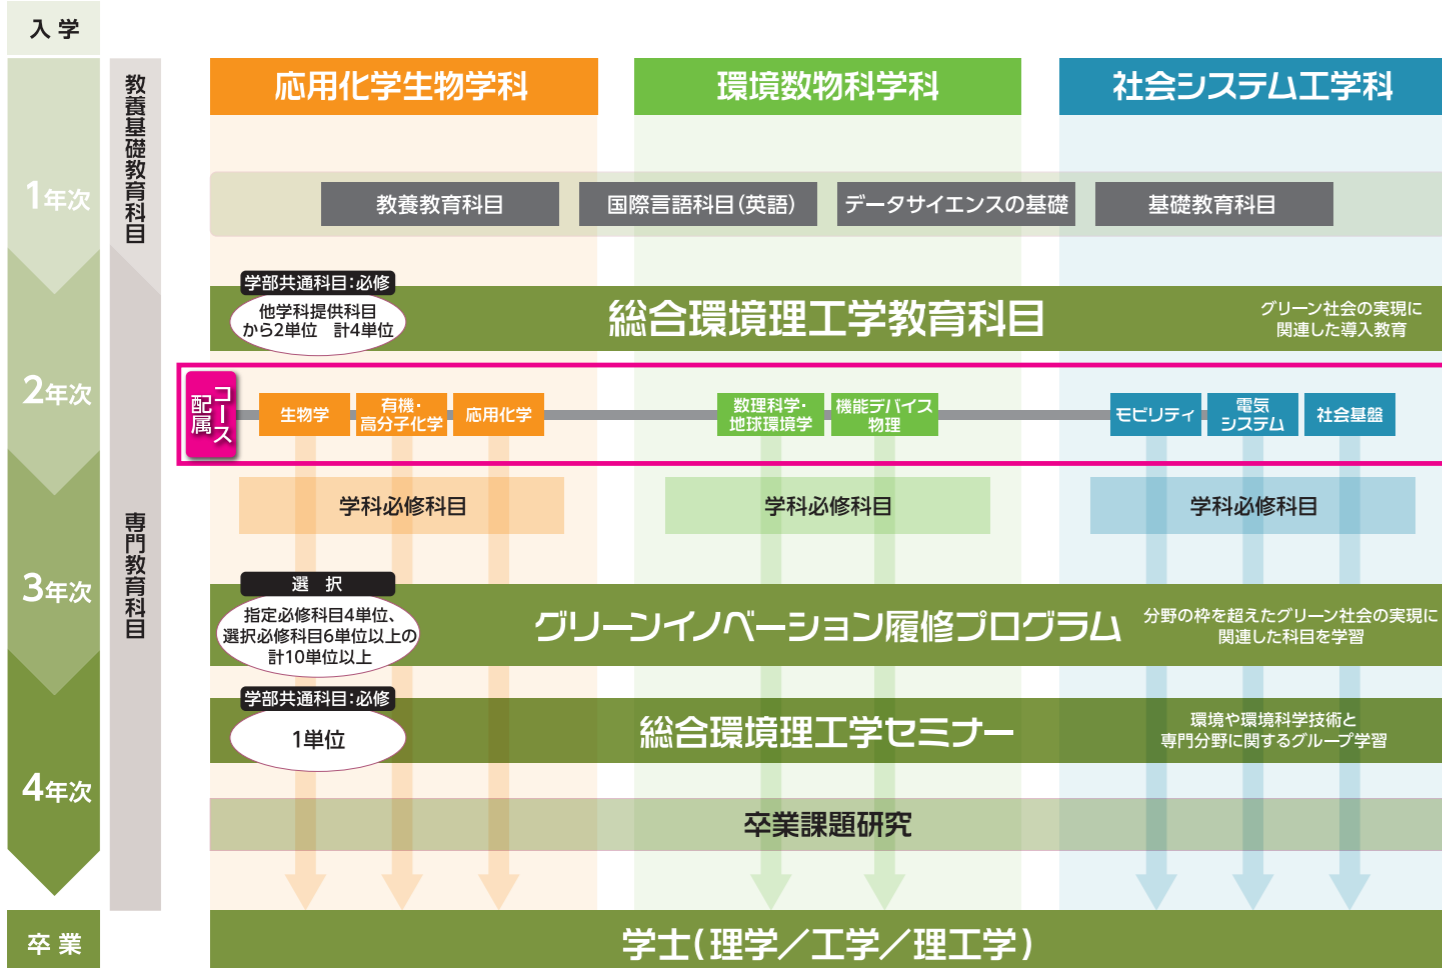 入学
教養基礎教育科目
専門教育科目
1年次
2年次
3年次
4年次
卒業
応用化学生物学科
環境数物科学科
社会システム工学科
教養教育科目
国際言語科目(英語)
データサイエンスの基礎
基礎教育科目
学部共通科目:必修
他学科提供科目
から2単位 計4単位
総合環境理工学教育科目
グリーン社会の実現に
関連した導入教育
コース
配属
生物学
有機・
高分子化学
応用化学
数理科学・
地球環境学
機能デバイス
物理
モビリティ
電気
システム
社会基盤
学科必修科目
学科必修科目
学科必修科目
選択
指定必修科目4単位、
選択必修科目6単位以上の
計10単位以上
グリーンイノベーション履修プログラム
分野の枠を超えたグリーン社会の実現に
関連した科目を学習
学部共通科目:必修
1単位
総合環境理工学セミナー
環境や環境科学技術と
専門分野に関するグループ学習
卒業課題研究
学士(理学/工学/理工学)